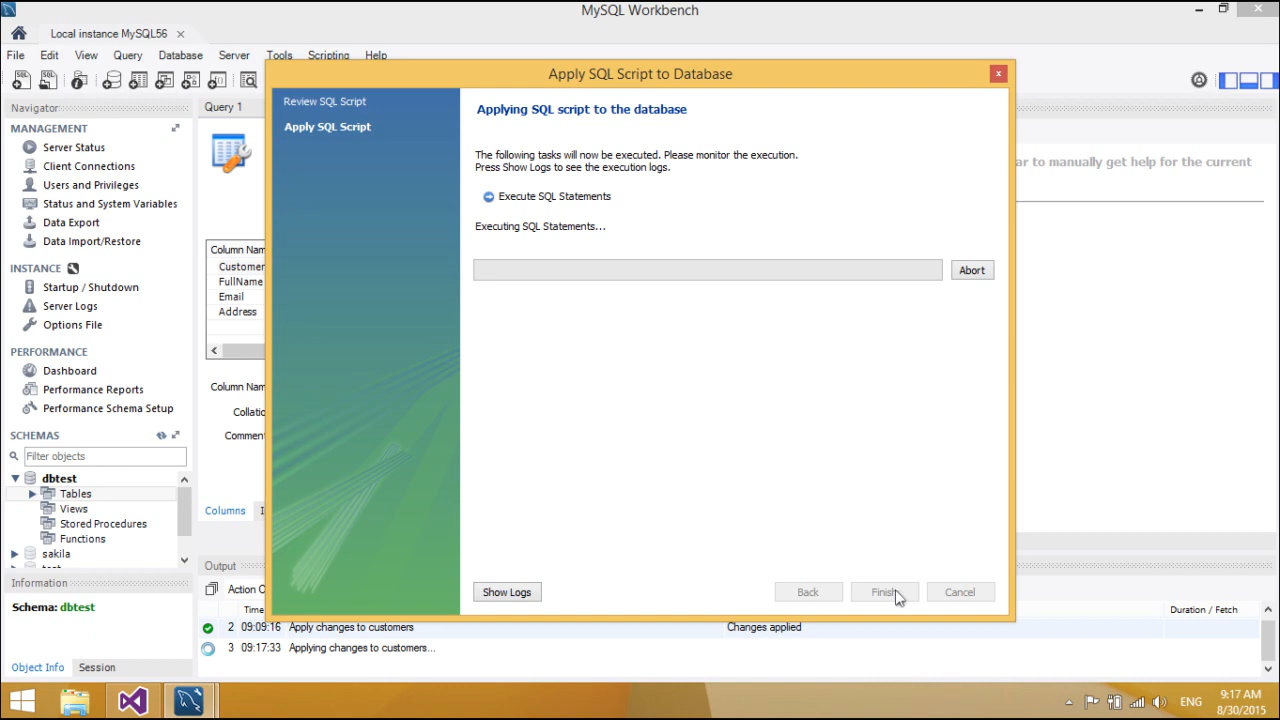 MySQL Workbench
Local instance MySQL56
File Edit View Query Database Server Tools Scripting Help
Navigator
MANAGEMENT
Server Status
Client Connections
Users and Privileges
Status and System Variables
Data Export
Data Import/Restore
INSTANCE
Startup / Shutdown
Server Logs
Options File
PERFORMANCE
Dashboard
Performance Reports
Performance Schema Setup
SCHEMAS
Filter objects
dbtest
Tables
Views
Stored Procedures
Functions
sakila
Information
Schema: dbtest
Object Info Session
Query 1
Column Nam
Customer
FullName
Email
Address
Column Nam
Collatio
Commen
Columns
ar to manually get help for the current
Apply SQL Script to Database
Review SQL Script
Apply SQL Script
Applying SQL script to the database
The following tasks will now be executed. Please monitor the execution.
Press Show Logs to see the execution logs.
Execute SQL Statements
Executing SQL Statements...
Abort
Show Logs Back Finish Cancel
Output
Action O
Time Duration / Fetch
2 09:09:16 Apply changes to customers Changes applied
3 09:17:33 Applying changes to customers...
ENG
9:17 AM
8/30/2015